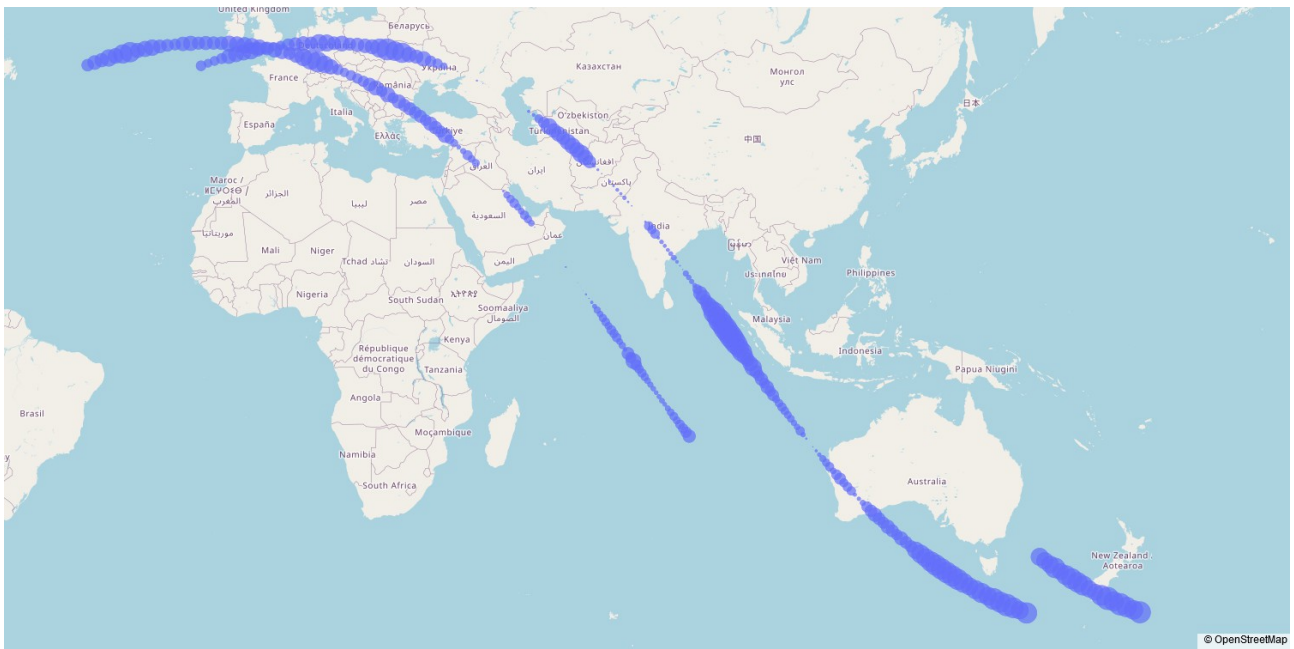 United Kingdom
Беларусь
Україна
France
România
Italia
España
Ελλάς
Казахстан
Монгол
улс
O'zbekiston
日本
中国
العراق
ایران
پاکستان
Maroc /
ⵍⵎⵖⵔⵉⴱ /
المغرب
الجزائر
ليبيا
مصر
السعودية
عمان
India
موريتانيا
Mali
Niger
Tchad تشاد
السودان
اليمن
မြန်မာ
Việt Nam
ประเทศไทย
Philippines
Nigeria
South Sudan
Soomaaliya
الصومال
Malaysia
Kenya
République
démocratique
du Congo
Tanzania
Indonesia
Papua Niugini
Angola
Brasil
Moçambique
Namibia
South Africa
Australia
New Zealand /
Aotearoa
© OpenStreetMap